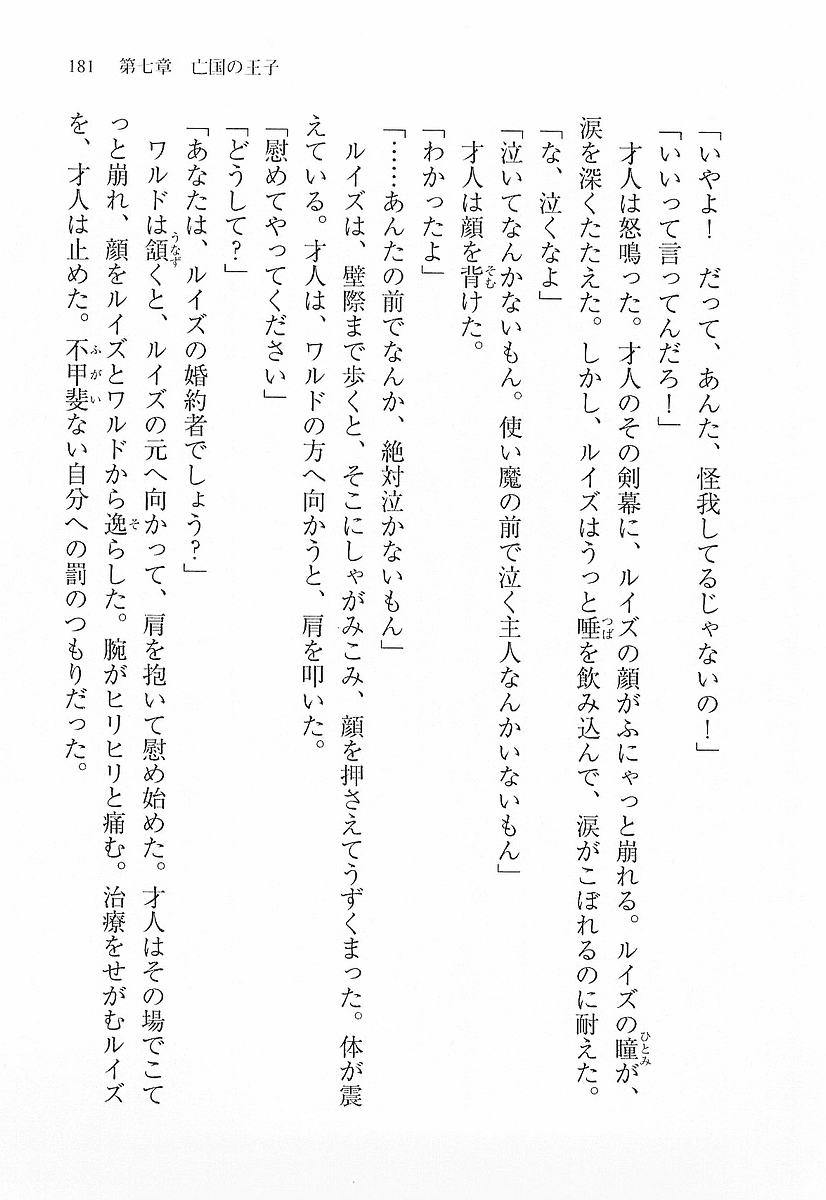 181　第七章　亡国の王子
「いやよ！　だって、あんた、怪我してるじゃないの！」
「いいって言ってんだろ！」
　才人は怒鳴った。才人のその剣幕に、ルイズの顔がふにゃっと崩れる。ルイズの瞳が、
涙を深くたたえた。しかし、ルイズはうっと唾を飲み込んで、涙がこぼれるのに耐えた。
「な、泣くなよ」
「泣いてなんかないもん。使い魔の前で泣く主人なんかいないもん」
　才人は顔を背けた。
「わかったよ」
「……あんたの前でなんか、絶対泣かないもん」
　ルイズは、壁際まで歩くと、そこにしゃがみこみ、顔を押さえてうずくまった。体が震
えている。才人は、ワルドの方へ向かうと、肩を叩いた。
「慰めてやってください」
「どうして？」
「あなたは、ルイズの婚約者でしょう？」
　ワルドは頷くと、ルイズの元へ向かって、肩を抱いて慰め始めた。才人はその場でこて
っと崩れ、顔をルイズとワルドから逸らした。腕がヒリヒリと痛む。治療をせがむルイズ
を、才人は止めた。不甲斐ない自分への罰のつもりだった。